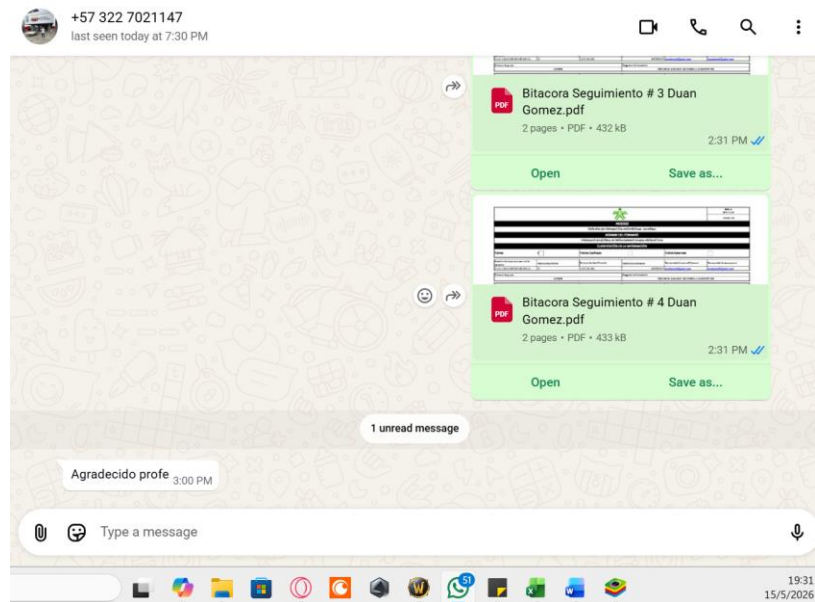 +57 322 7021147
last seen today at 7:30 PM
PDF
Bitacora Seguimiento # 3 Duan
Gomez.pdf
2 pages • PDF • 432 kB
2:31 PM
Open
Save as...
PDF
Bitacora Seguimiento # 4 Duan
Gomez.pdf
2 pages • PDF • 433 kB
2:31 PM
Open
Save as...
1 unread message
Agradecido profe
3:00 PM
Type a message
51
19:31
15/5/2026